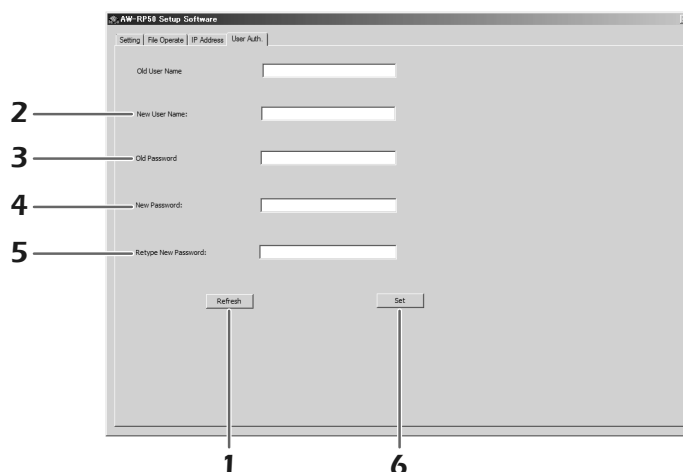 AW-RP50 Setup Software
Setting File Operate IP Address User Auth.
Old User Name
2 New User Name:
3 Old Password
4 New Password:
5 Retype New Password:
Refresh Set
1 6